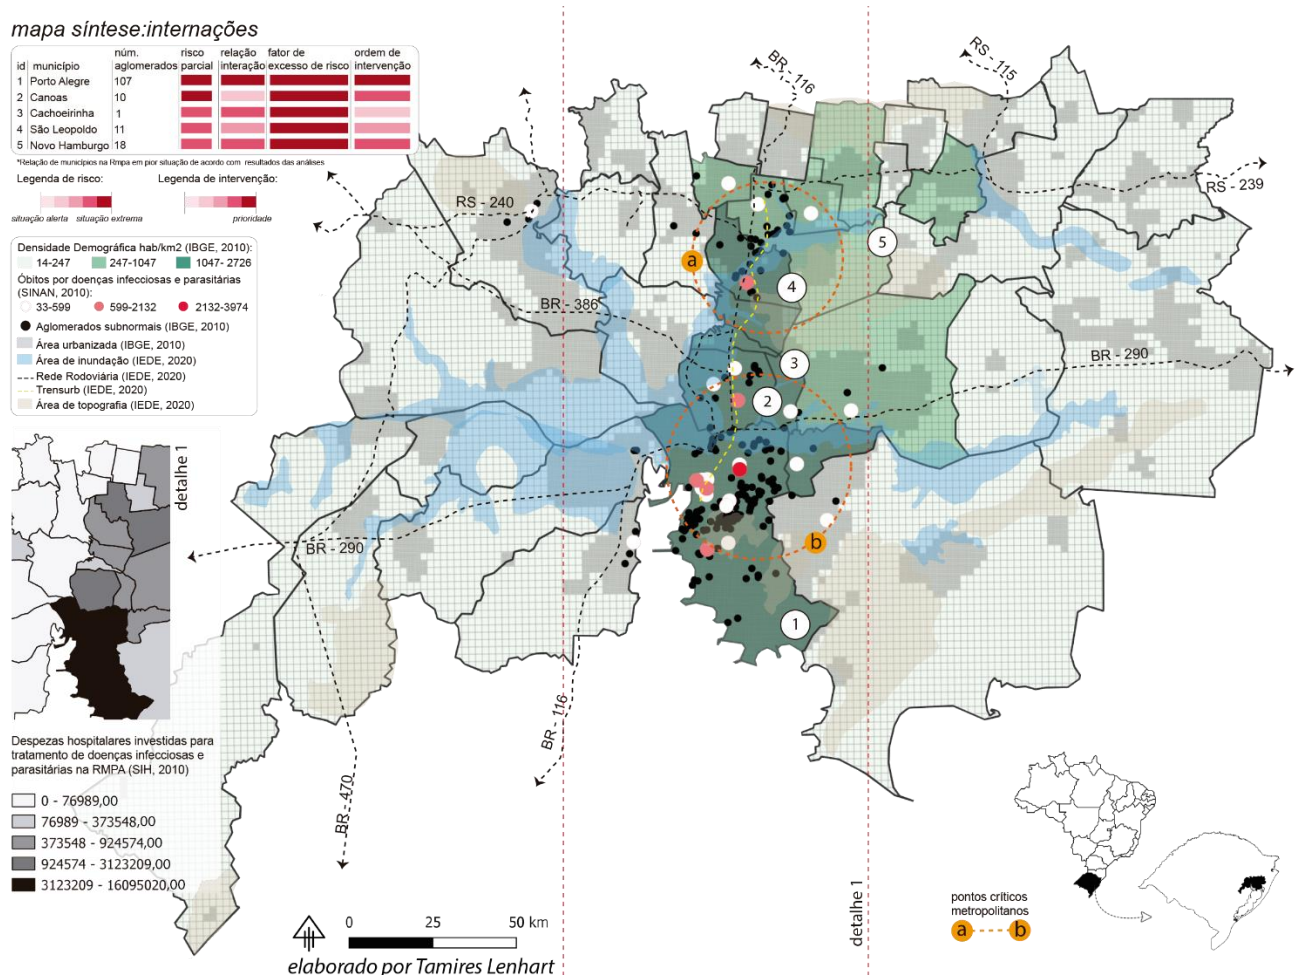 mapa síntese:internações
id município núm. aglomerados risco parcial relação interação fator de excesso de risco ordem de intervenção
1 Porto Alegre 107
2 Canoas 10
3 Cachoeirinha 1
4 São Leopoldo 11
5 Novo Hamburgo 18
*Relação de municípios na Rmpa em por situação de acordo com resultados das análises
Legenda de risco:
situação alerta situação extrema
Legenda de intervenção:
prioridade
Densidade Demográfica hab/km2 (IBGE, 2010):
14-247 247-1047 1047- 2726
Óbitos por doenças infecciosas e parasitárias
(SINAN, 2010):
33-599 599-2132 2132-3974
Aglomerados subnormais (IBGE, 2010)
Área urbanizada (IBGE, 2010)
Área de inundação (IEDE, 2020)
Rede Rodoviária (IEDE, 2020)
Trensurb (IEDE, 2020)
Área de topografia (IEDE, 2020)
detalhe 1
Despezas hospitalares investidas para
tratamento de doenças infecciosas e
parasitárias na RMPA (SIH, 2010)
0 - 76989,00
76989 - 373548,00
373548 - 924574,00
924574 - 3123209,00
3123209 - 16095020,00
BR - 116
RS - 115
RS - 239
RS - 240
BR - 386
BR - 290
BR - 290
BR - 116
BR - 470
a
5
4
3
2
b
1
0 25 50 km
elaborado por Tamires Lenhart
detalhe 1
pontos críticos
metropolitanos
a b